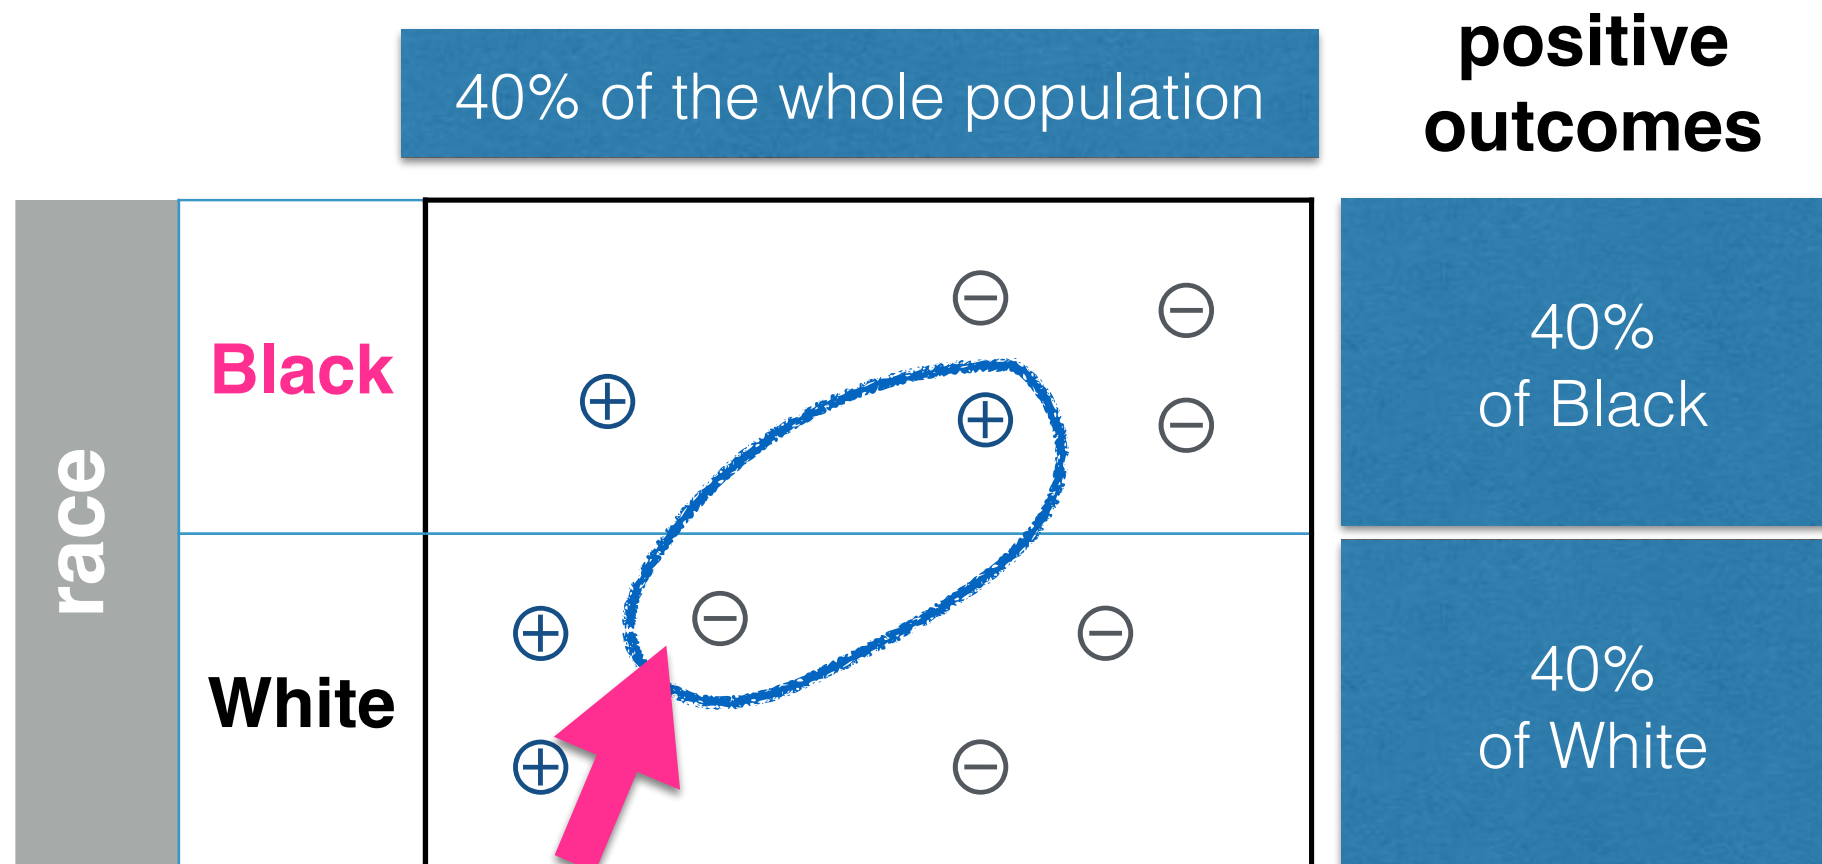 40% of the whole population
positive
outcomes
race
Black
40%
of Black
White
40%
of White